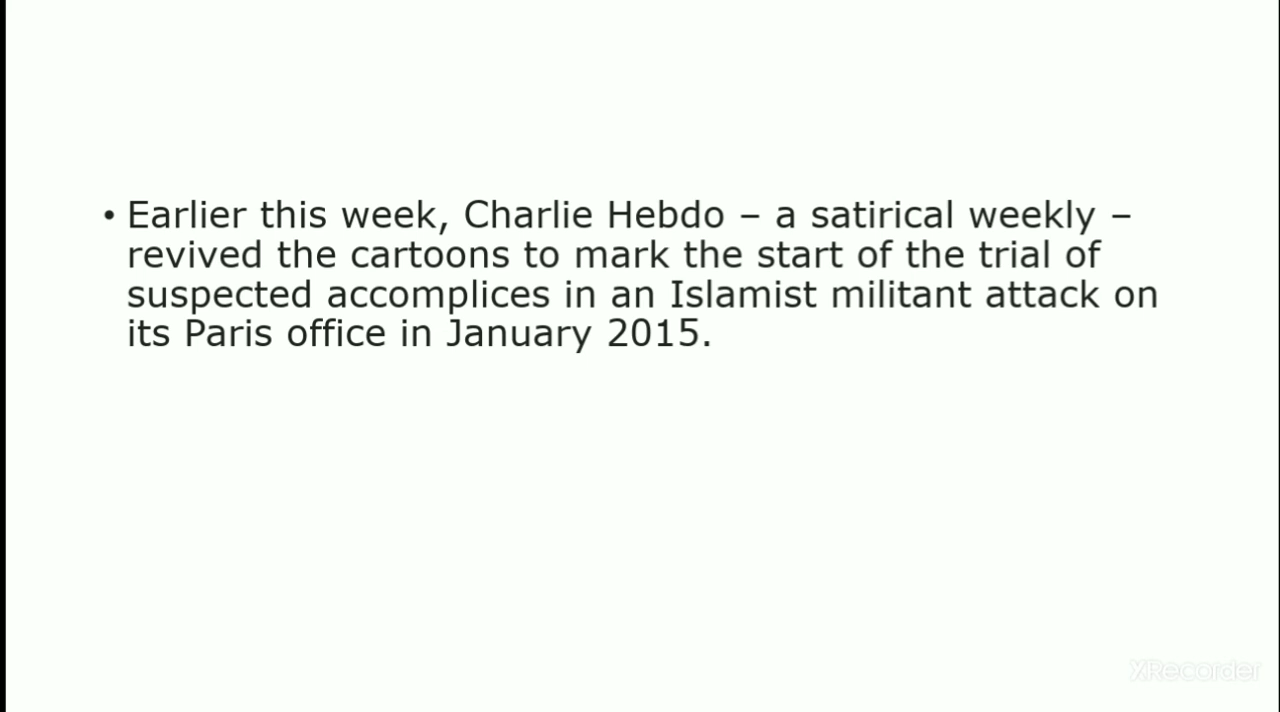 • Earlier this week, Charlie Hebdo – a satirical weekly –
revived the cartoons to mark the start of the trial of
suspected accomplices in an Islamist militant attack on
its Paris office in January 2015.
XRecorder